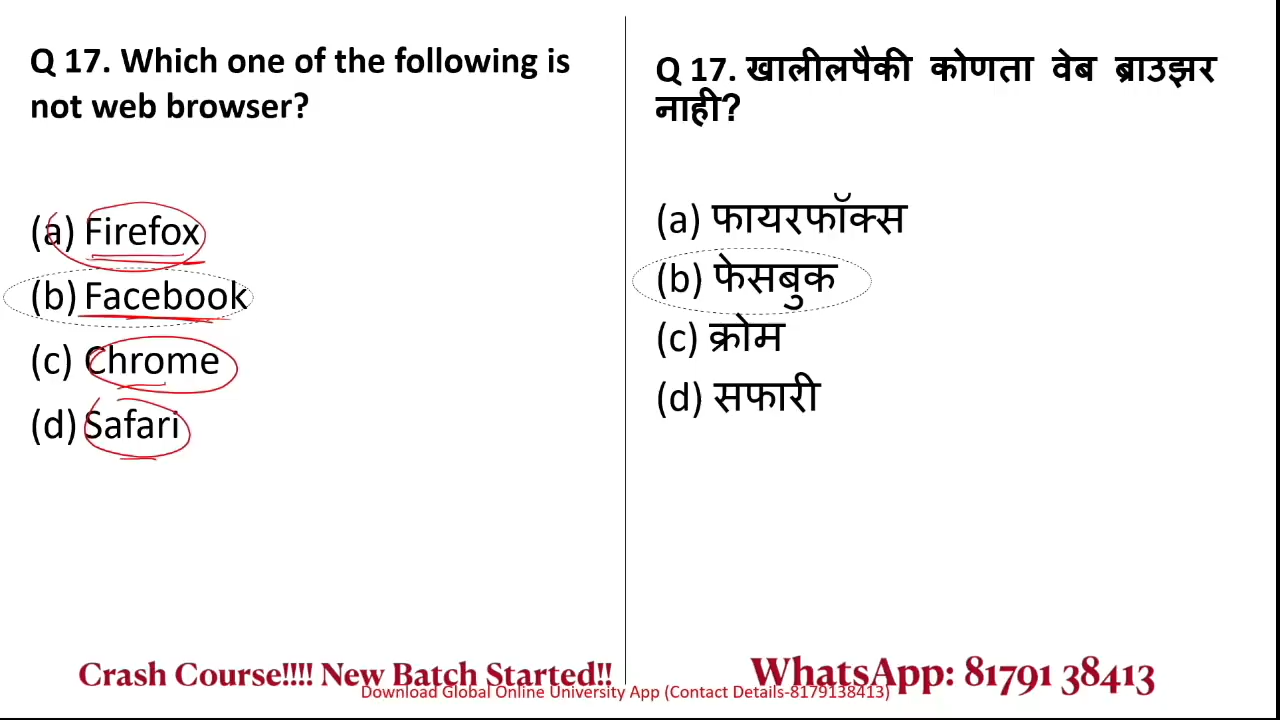 Q 17. Which one of the following is
not web browser?
(a) Firefox
(b) Facebook
(c) Chrome
(d) Safari
Q 17. खालीलपैकी कोणता वेब ब्राउझर
नाही?
(a) फायरफॉक्स
(b) फेसबुक
(c) क्रोम
(d) सफारी
Crash Course!!!! New Batch Started!!
WhatsApp: 81791 38413
Download Global Online University App (Contact Details-8179138413)